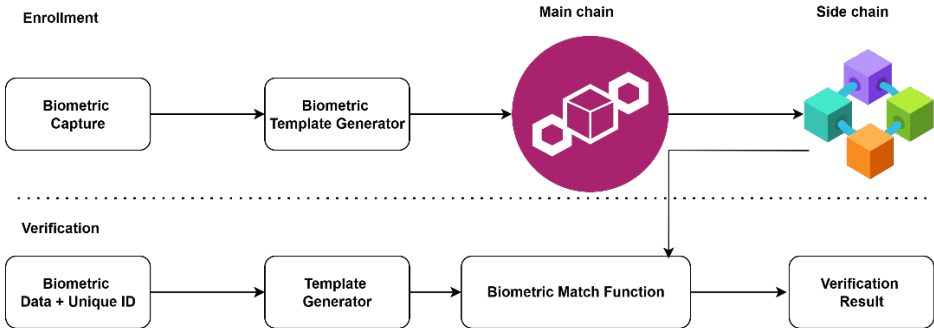 Enrollment
Main chain
Side chain
Biometric
Capture
Biometric
Template Generator
Verification
Biometric
Data + Unique ID
Template
Generator
Biometric Match Function
Verification
Result